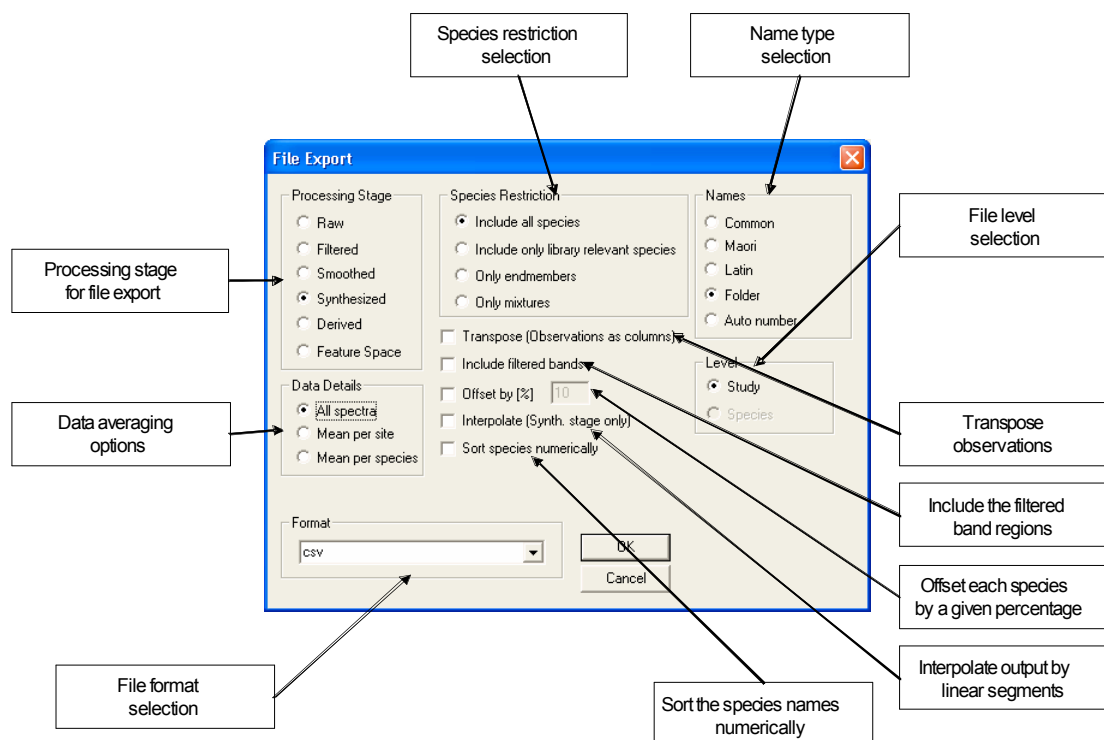 Species restriction
selection
Name type
selection
File Export
Processing Stage
Raw
Filtered
Smoothed
Synthesized
Derived
Feature Space
Species Restriction
Include all species
Include only library relevant species
Only endmembers
Only mixtures
Names
Common
Maori
Latin
Folder
Auto number
File level
selection
Processing stage
for file export
Transpose (Observations as columns)
Include filtered bands
Offset by [%] 10
Interpolate (Synth. stage only)
Sort species numerically
Level
Study
Species
Data Details
All spectra
Mean per site
Mean per species
Data averaging
options
Transpose
observations
Format
csv
OK
Cancel
Include the filtered
band regions
Offset each species
by a given percentage
Interpolate output by
linear segments
File format
selection
Sort the species names
numerically